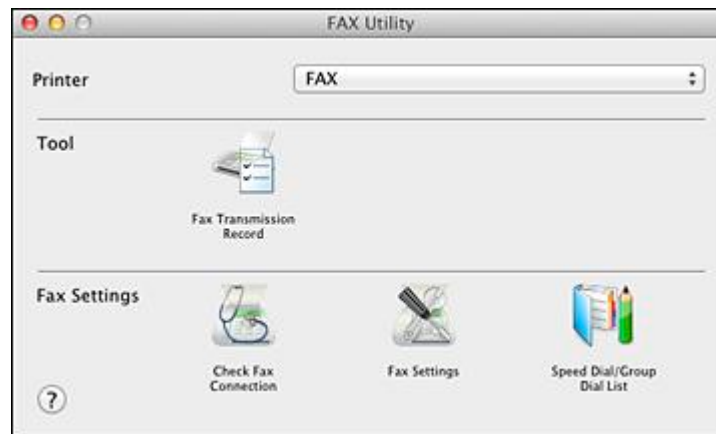 FAX Utility
Printer
FAX
Tool
Fax Transmission
Record
Fax Settings
Check Fax
Connection
Fax Settings
Speed Dial/Group
Dial List
?